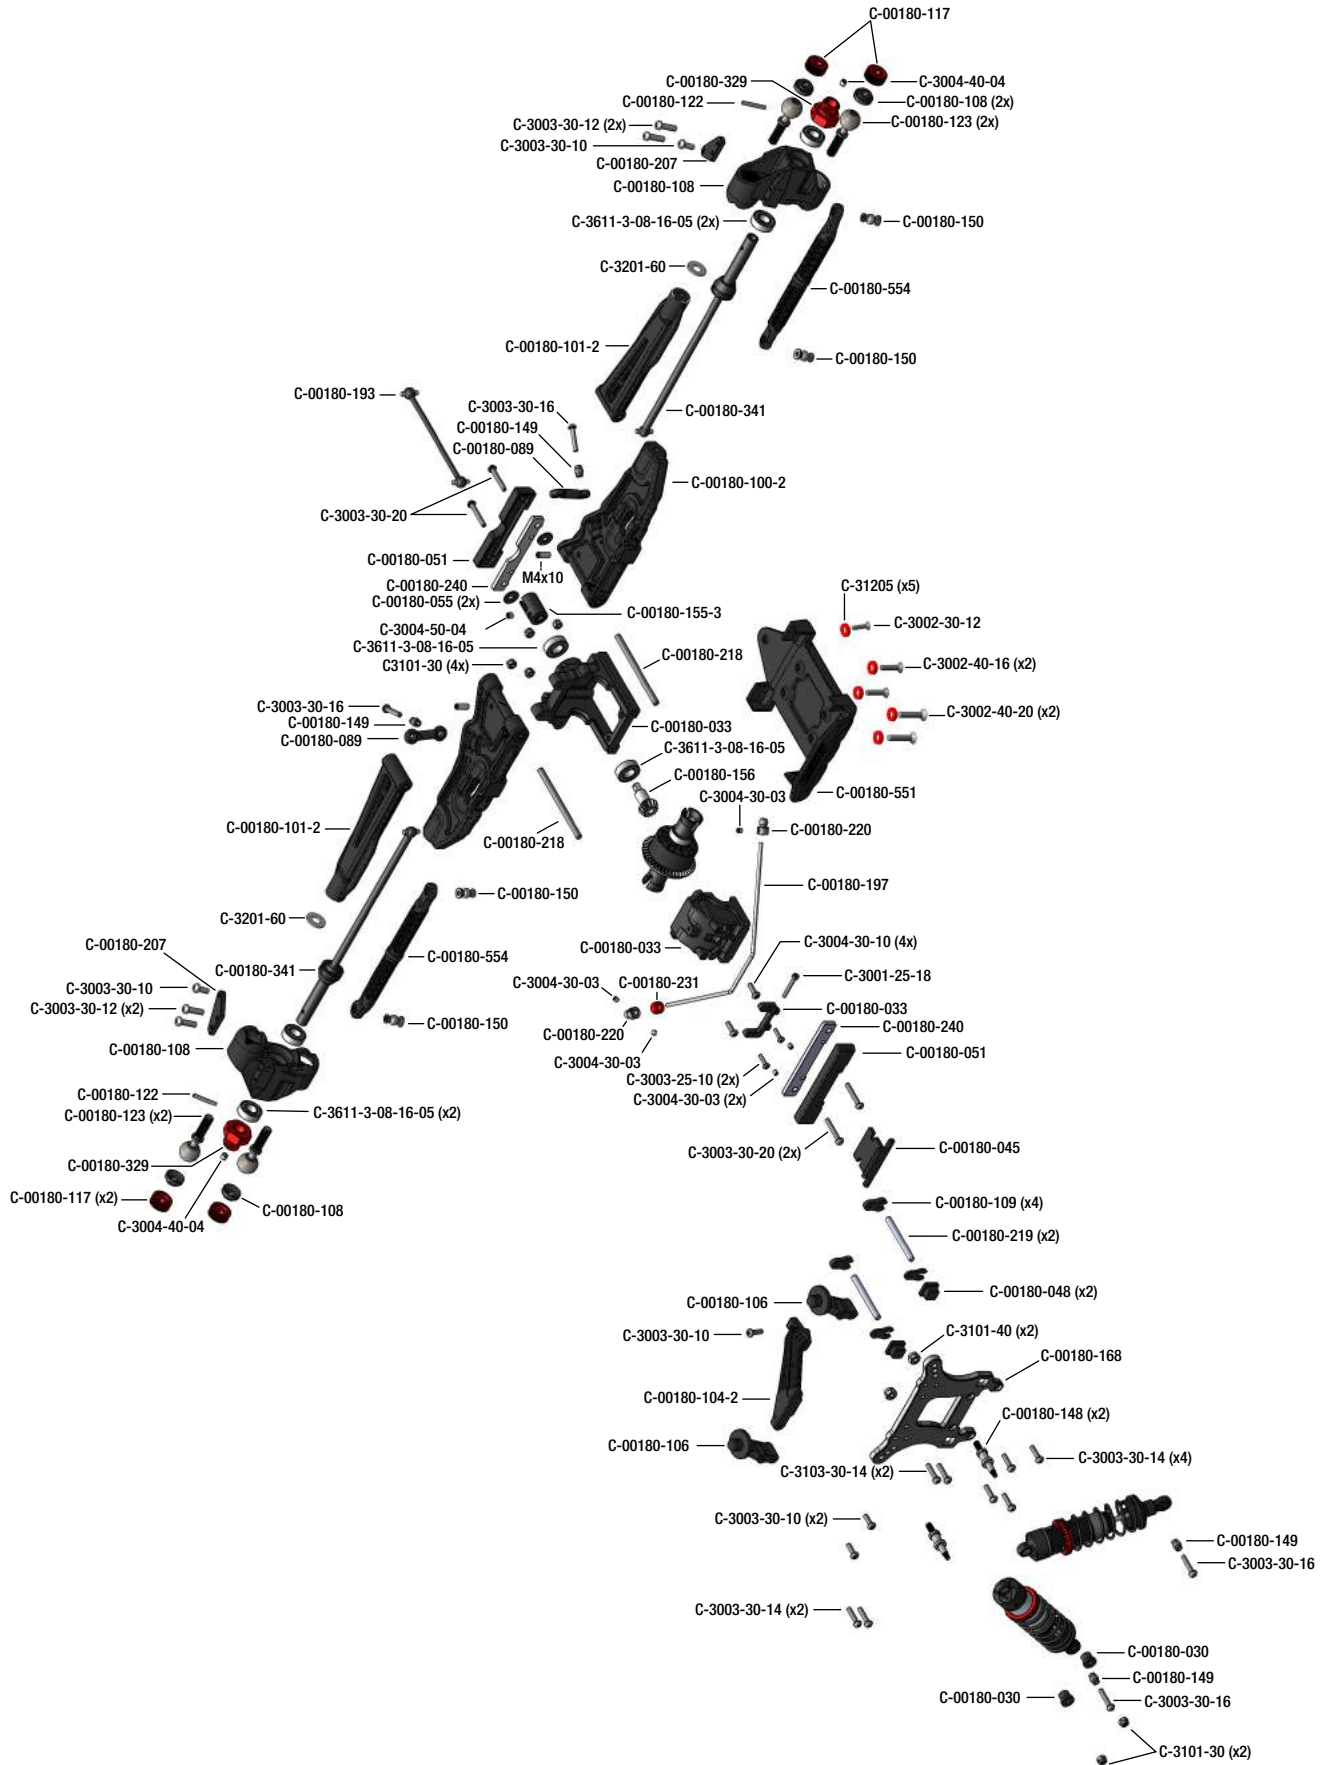 C-00180-117
C-00180-329
C-3004-40-04
C-00180-122
C-00180-108 (2x)
C-3003-30-12 (2x)
C-00180-123 (2x)
C-3003-30-10
C-00180-207
C-00180-108
C-3611-3-08-16-05 (2x)
C-00180-150
C-3201-60
C-00180-554
C-00180-101-2
C-00180-150
C-00180-193
C-3003-30-16
C-00180-341
C-00180-149
C-00180-089
C-00180-100-2
C-3003-30-20
C-00180-051
M4x10
C-00180-240
C-31205 (x5)
C-00180-055 (2x)
C-00180-155-3
C-3002-30-12
C-3004-50-04
C-3611-3-08-16-05
C-00180-218
C3101-30 (4x)
C-3002-40-16 (x2)
C-3003-30-16
C-00180-149
C-00180-033
C-3002-40-20 (x2)
C-00180-089
C-3611-3-08-16-05
C-00180-156
C-3004-30-03
C-00180-551
C-00180-101-2
C-00180-220
C-00180-218
C-00180-197
C-00180-150
C-3201-60
C-00180-207
C-00180-033
C-3004-30-10 (4x)
C-00180-554
C-00180-341
C-3004-30-03
C-00180-231
C-3001-25-18
C-3003-30-10
C-3003-30-12 (x2)
C-00180-033
C-00180-150
C-00180-220
C-00180-240
C-00180-108
C-3004-30-03
C-00180-051
C-3003-25-10 (2x)
C-00180-122
C-3004-30-03 (2x)
C-00180-123 (x2)
C-3611-3-08-16-05 (x2)
C-3003-30-20 (2x)
C-00180-045
C-00180-329
C-00180-117 (x2)
C-00180-108
C-00180-109 (x4)
C-3004-40-04
C-00180-219 (x2)
C-00180-048 (x2)
C-00180-106
C-3101-40 (x2)
C-3003-30-10
C-00180-168
C-00180-104-2
C-00180-148 (x2)
C-00180-106
C-3003-30-14 (x4)
C-3103-30-14 (x2)
C-3003-30-10 (x2)
C-00180-149
C-3003-30-16
C-3003-30-14 (x2)
C-00180-030
C-00180-149
C-00180-030
C-3003-30-16
C-3101-30 (x2)